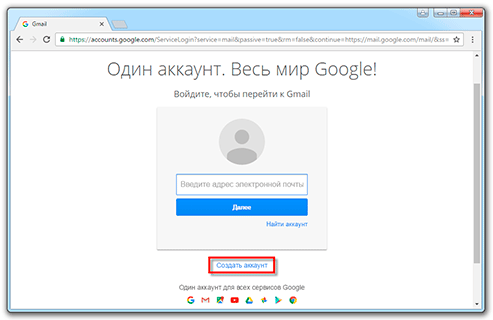 Gmail
https://accounts.google.com/ServiceLogin?service=mail&passive=true&rm=false&continue=https://mail.google.com/mail/&ss=
Один аккаунт. Весь мир Google!
Войдите, чтобы перейти к Gmail
Введите адрес электронной почты
Далее
Найти аккаунт
Создать аккаунт
Один аккаунт для всех сервисов Google